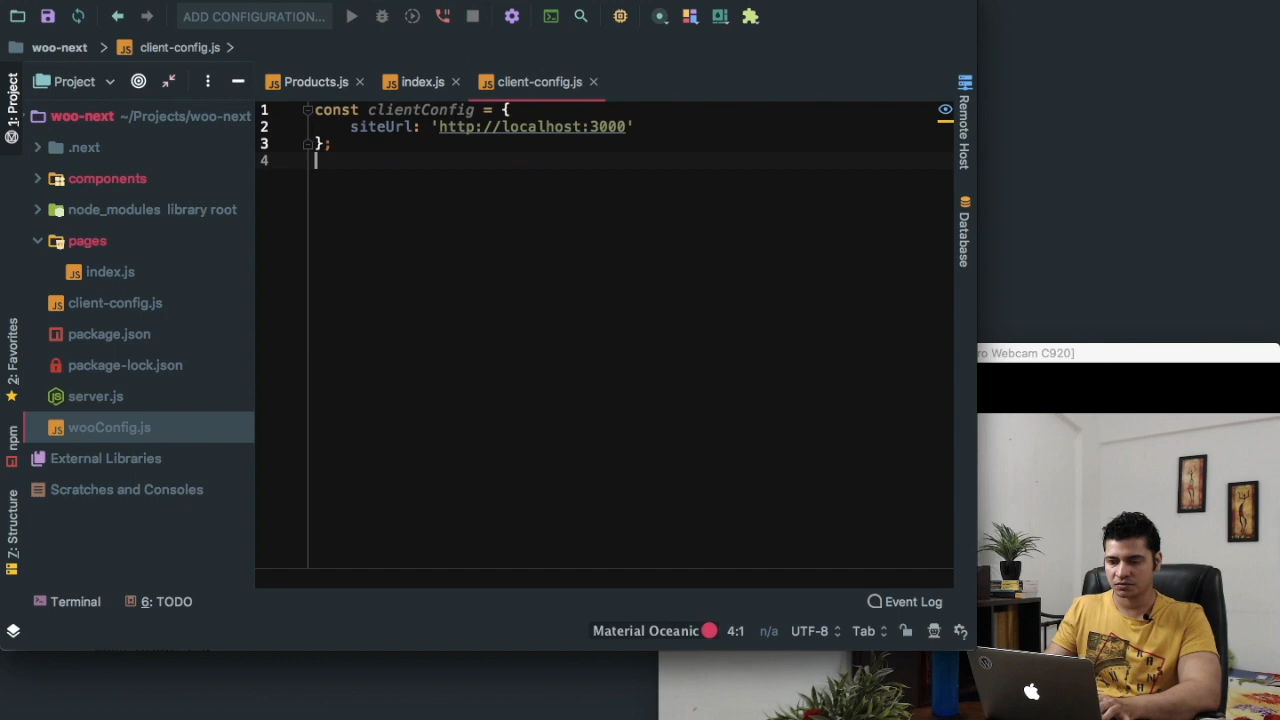 ADD CONFIGURATION...
woo-next
client-config.js
1: Project
Project
Products.js
index.js
client-config.js
woo-next ~/Projects/woo-next
.next
components
node_modules library root
pages
index.js
client-config.js
package.json
package-lock.json
server.js
wooConfig.js
External Libraries
Scratches and Consoles
1 const clientConfig = {
2 siteUrl: 'http://localhost:3000'
3 };
4
Remote Host
Database
2: Favorites
npm
Z: Structure
ro Webcam C920]
Terminal
6: TODO
Event Log
Material Oceanic
4:1
n/a
UTF-8
Tab